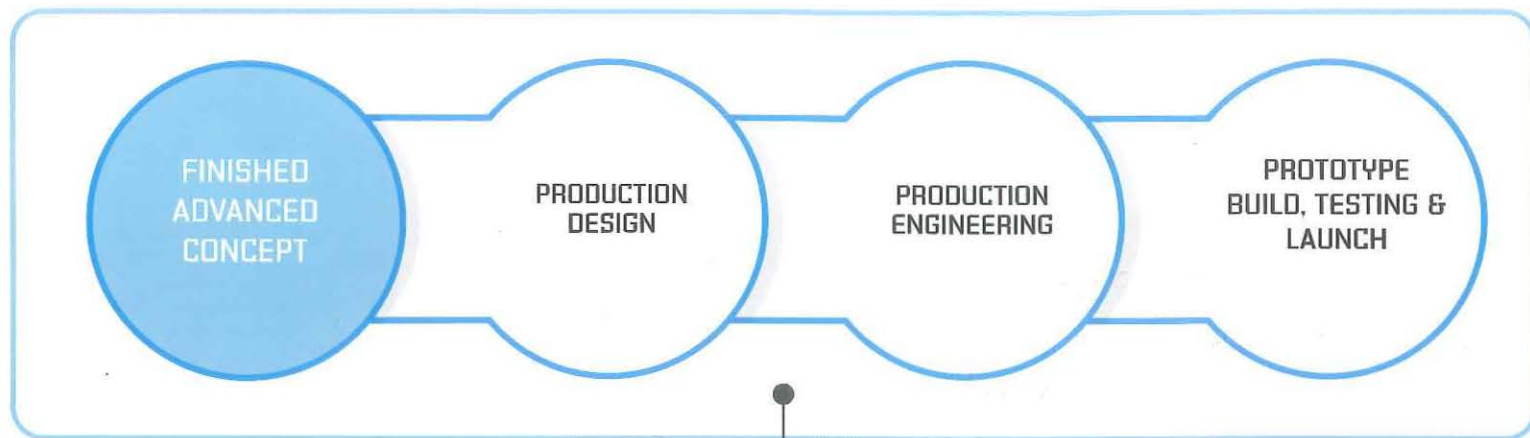 FINISHED
ADVANCED
CONCEPT
PRODUCTION
DESIGN
PRODUCTION
ENGINEERING
PROTOTYPE
BUILD, TESTING &
LAUNCH